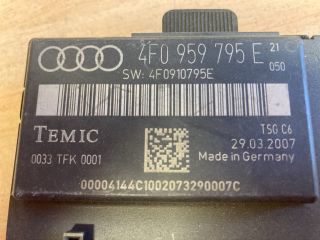 4F0 959 795 E 21 C
SW: 4F0910795E 050
TEMIC
TSG C6
0033 TFK 0001
29.03.2007
Made in Germany
00004144C1002073290007C